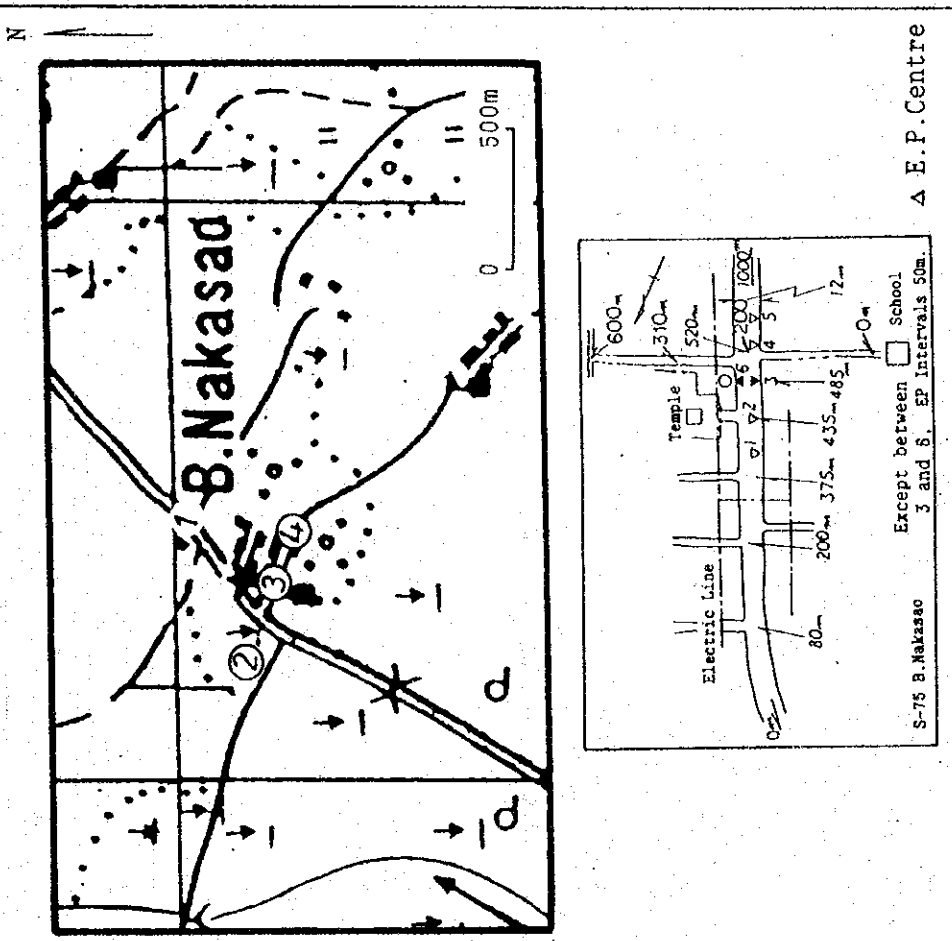 N
B.Nakasad
1
2
3
4
d
d
0 500m
600m
310m
520m
200 1000
12m
0m
Temple
Electric Line
1
2
3
4
5
6
0m
80m
200m
375m
435m
485m
Except between
School
S-75 B.Nakasao
3 and 6. EP Intervals 50m.
△ E.P.Centre